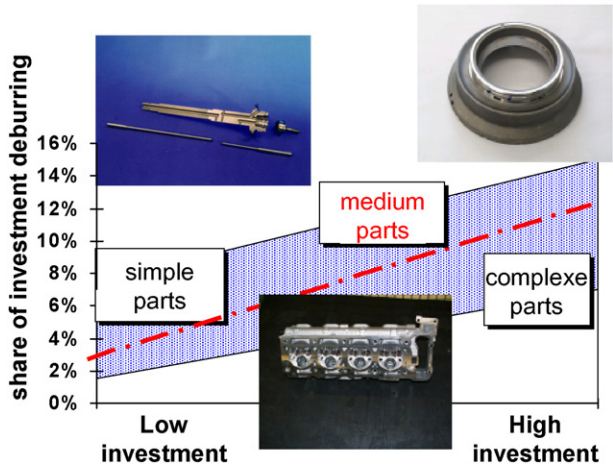 share of investment deburring
16%
14%
12%
10%
8%
6%
4%
2%
0%
simple
parts
medium
parts
complexe
parts
Low
investment
High
investment